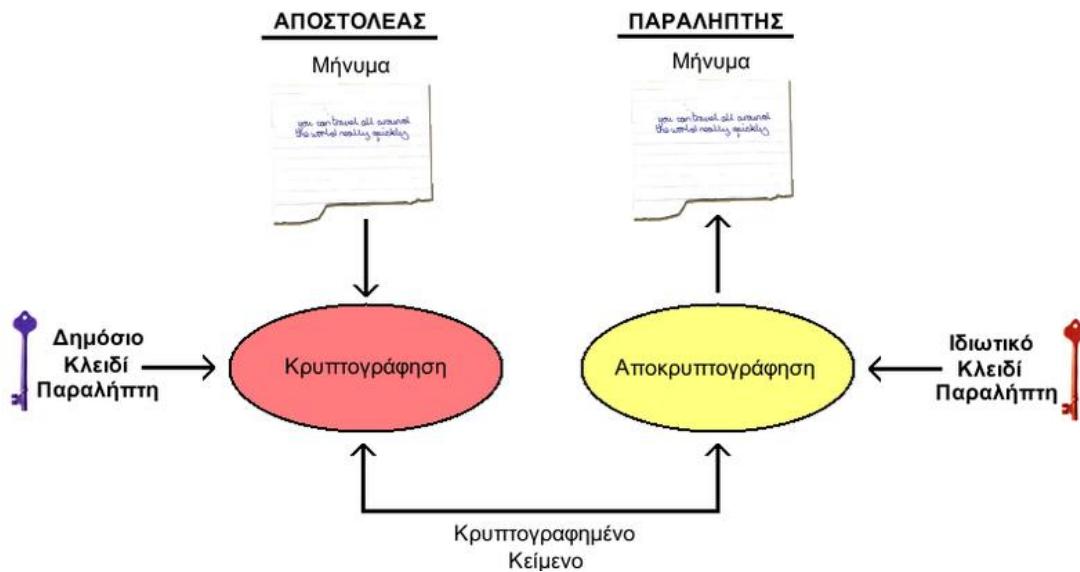 ΑΠΟΣΤΟΛΕΑΣ
Μήνυμα
you can travel all around
the world really quickly
ΠΑΡΑΛΗΠΤΗΣ
Μήνυμα
you can travel all around
the world really quickly
Δημόσιο
Κλειδί
Παραλήπτη
Κρυπτογράφηση
Αποκρυπτογράφηση
Ιδιωτικό
Κλειδί
Παραλήπτη
Κρυπτογραφημένο
Κείμενο